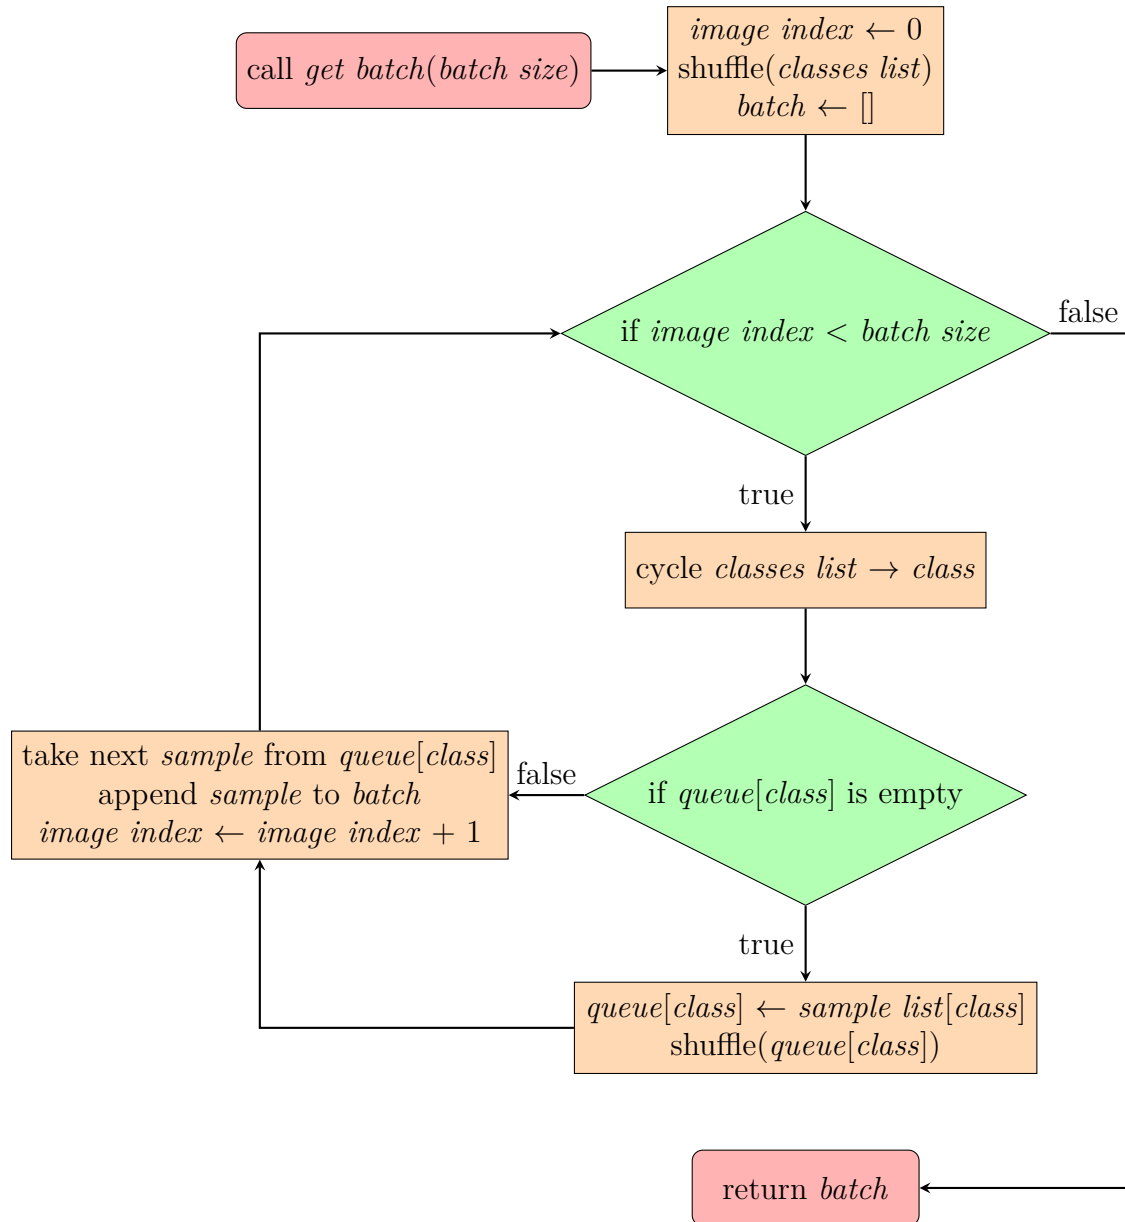 call get batch(batch size)
image index ← 0
shuffle(classes list)
batch ← []
if image index < batch size
false
true
cycle classes list → class
if queue[class] is empty
false
take next sample from queue[class]
append sample to batch
image index ← image index + 1
true
queue[class] ← sample list[class]
shuffle(queue[class])
return batch